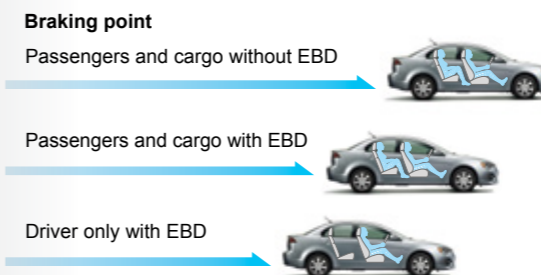 Braking point
Passengers and cargo without EBD
Passengers and cargo with EBD
Driver only with EBD